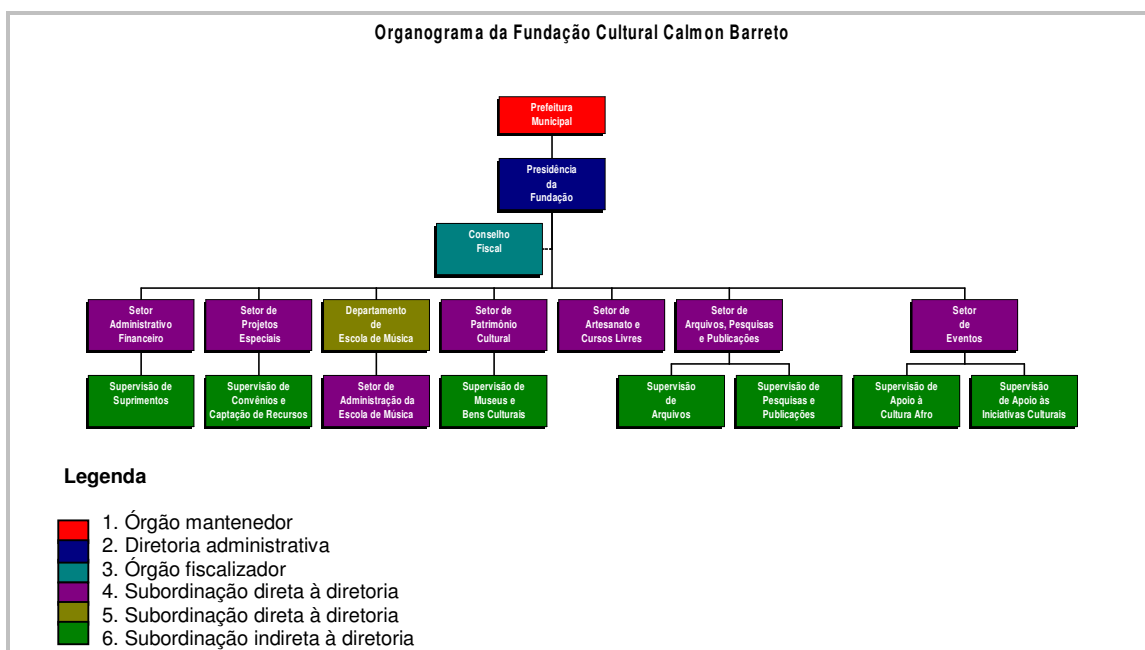 Organograma da Fundação Cultural Calmon Barreto
Prefeitura
Municipal
Presidência
da
Fundação
Conselho
Fiscal
Setor
Administrativo
Financeiro
Setor de
Projetos
Especiais
Departamento
de
Escola de Música
Setor de
Patrimônio
Cultural
Setor de
Artesanato e
Cursos Livres
Setor de
Arquivos, Pesquisas
e Publicações
Setor
de
Eventos
Supervisão de
Suprimentos
Supervisão de
Convênios e
Captação de Recursos
Setor de
Administração da
Escola de Música
Supervisão de
Museus e
Bens Culturais
Supervisão
de
Arquivos
Supervisão de
Pesquisas e
Publicações
Supervisão de
Apoio à
Cultura Afro
Supervisão
de Apoio às
Iniciativas Culturais
Legenda
1. Órgão mantenedor
2. Diretoria administrativa
3. Órgão fiscalizador
4. Subordinação direta à diretoria
5. Subordinação direta à diretoria
6. Subordinação indireta à diretoria